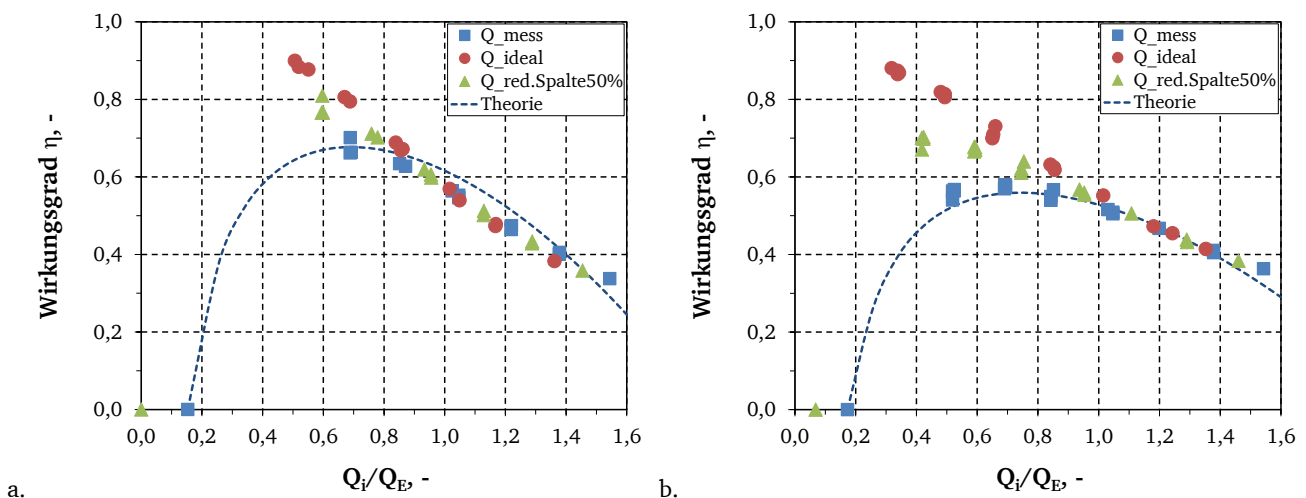 1,0
0,8
0,6
0,4
0,2
0,0
Wirkungsgrad η, -
0,0 0,2 0,4 0,6 0,8 1,0 1,2 1,4 1,6
Qi/QE, -
Q_mess
Q_ideal
Q_red.Spalte50%
Theorie
a.
1,0
0,8
0,6
0,4
0,2
0,0
Wirkungsgrad η, -
0,0 0,2 0,4 0,6 0,8 1,0 1,2 1,4 1,6
Qi/QE, -
Q_mess
Q_ideal
Q_red.Spalte50%
Theorie
b.